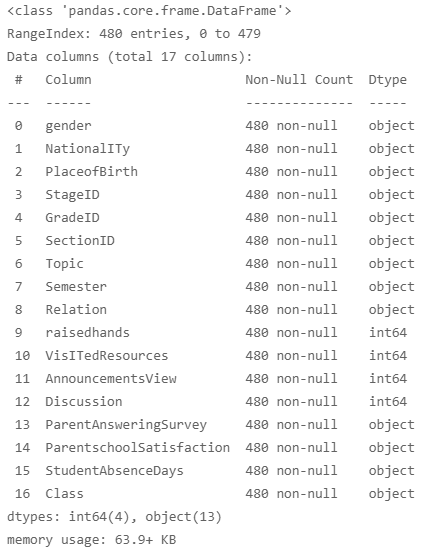 <class 'pandas.core.frame.DataFrame'>
RangeIndex: 480 entries, 0 to 479
Data columns (total 17 columns):
 #   Column                    Non-Null Count  Dtype
---  ------                    --------------  -----
 0   gender                    480 non-null    object
 1   NationalITy               480 non-null    object
 2   PlaceofBirth              480 non-null    object
 3   StageID                   480 non-null    object
 4   GradeID                   480 non-null    object
 5   SectionID                 480 non-null    object
 6   Topic                     480 non-null    object
 7   Semester                  480 non-null    object
 8   Relation                  480 non-null    object
 9   raisedhands               480 non-null    int64
 10  VisITedResources          480 non-null    int64
 11  AnnouncementsView         480 non-null    int64
 12  Discussion                480 non-null    int64
 13  ParentAnsweringSurvey     480 non-null    object
 14  ParentschoolSatisfaction  480 non-null    object
 15  StudentAbsenceDays        480 non-null    object
 16  Class                     480 non-null    object
dtypes: int64(4), object(13)
memory usage: 63.9+ KB